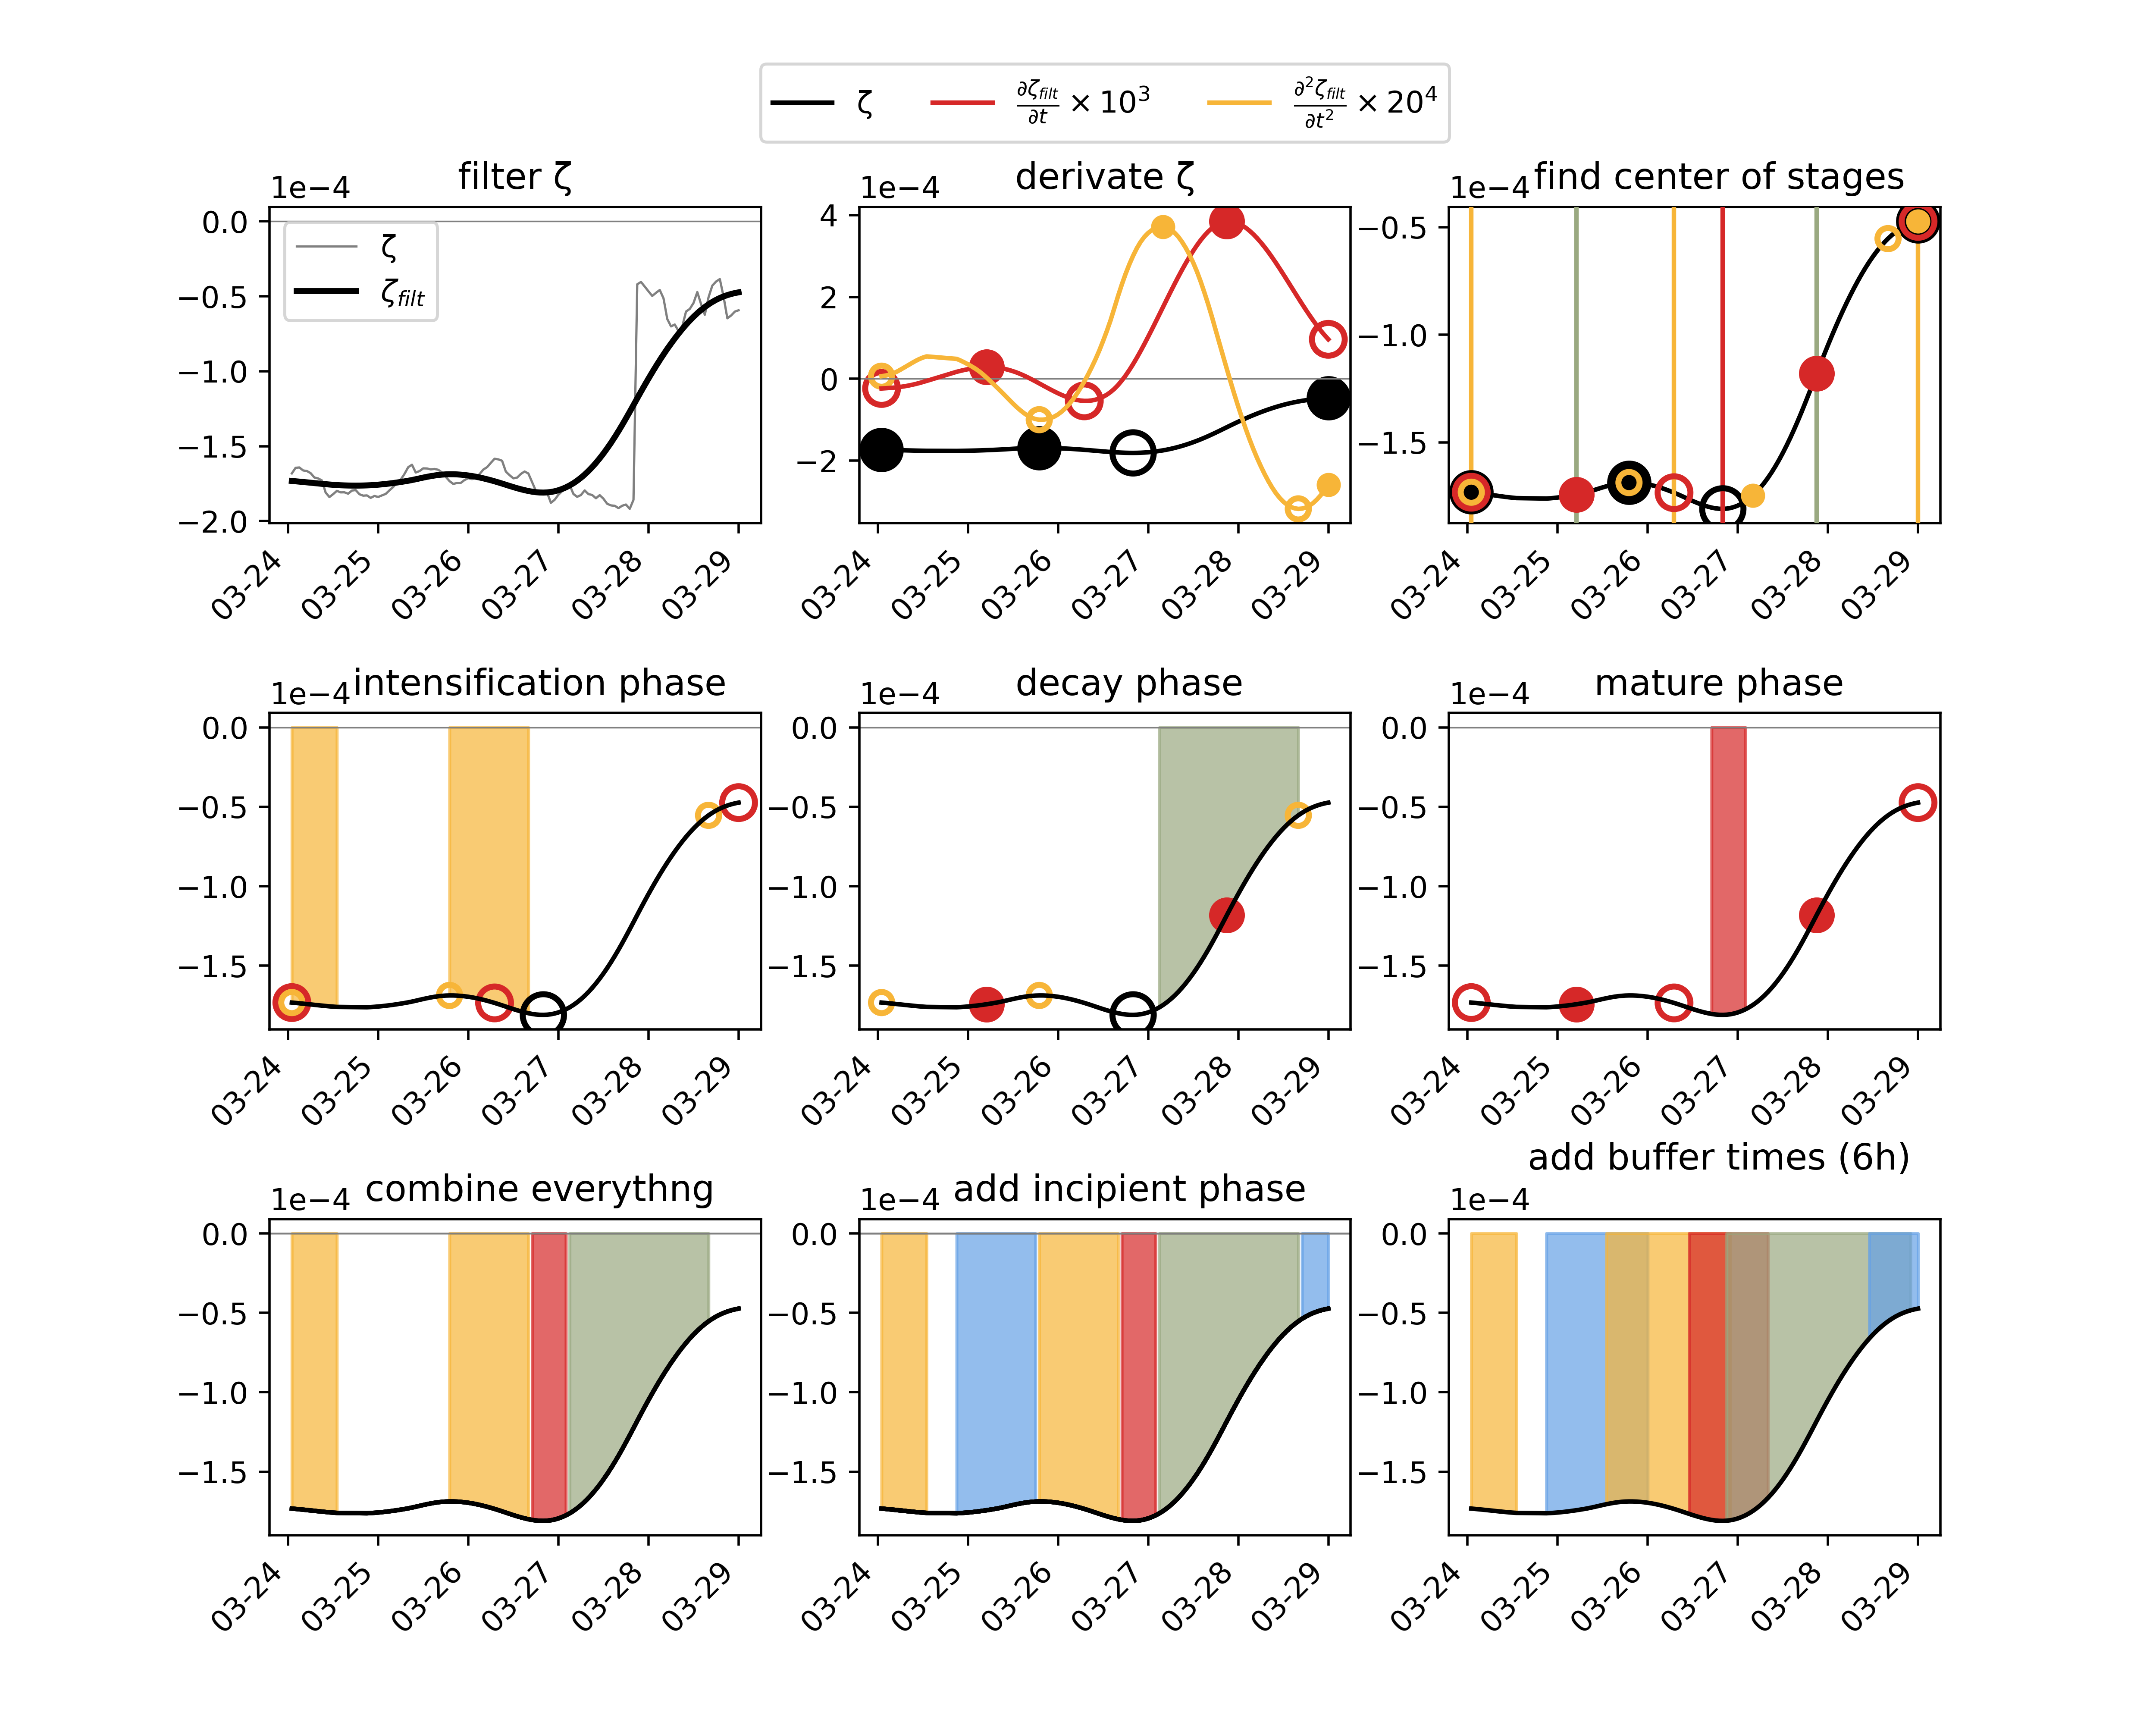 ζ ∂ζfilt/∂t × 10³ ∂²ζfilt/∂t² × 20⁴
filter ζ
1e−4
0.0
−0.5
−1.0
−1.5
−2.0
ζ
ζfilt
03-24 03-25 03-26 03-27 03-28 03-29
derivate ζ
1e−4
4
2
0
−2
03-24 03-25 03-26 03-27 03-28 03-29
find center of stages
1e−4
−0.5
−1.0
−1.5
03-24 03-25 03-26 03-27 03-28 03-29
intensification phase
1e−4
0.0
−0.5
−1.0
−1.5
03-24 03-25 03-26 03-27 03-28 03-29
decay phase
1e−4
0.0
−0.5
−1.0
−1.5
03-24 03-25 03-26 03-27 03-28 03-29
mature phase
1e−4
0.0
−0.5
−1.0
−1.5
03-24 03-25 03-26 03-27 03-28 03-29
combine everythng
1e−4
0.0
−0.5
−1.0
−1.5
03-24 03-25 03-26 03-27 03-28 03-29
add incipient phase
1e−4
0.0
−0.5
−1.0
−1.5
03-24 03-25 03-26 03-27 03-28 03-29
add buffer times (6h)
1e−4
0.0
−0.5
−1.0
−1.5
03-24 03-25 03-26 03-27 03-28 03-29